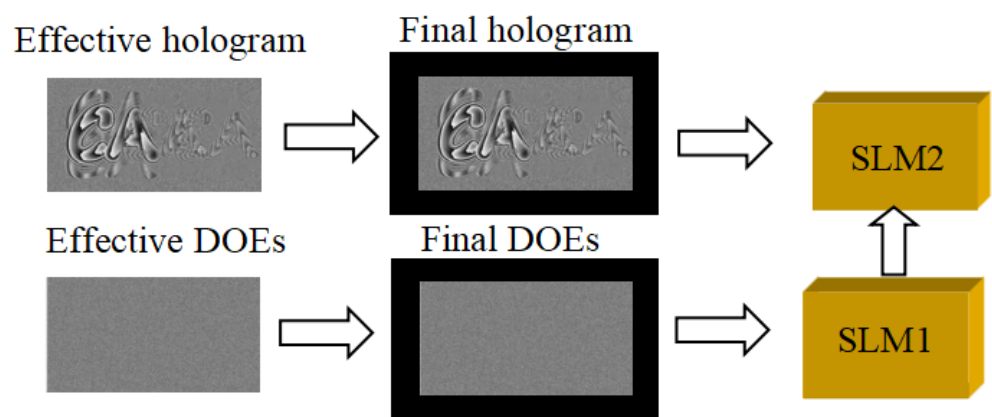 Effective hologram
Final hologram
SLM2
Effective DOEs
Final DOEs
SLM1